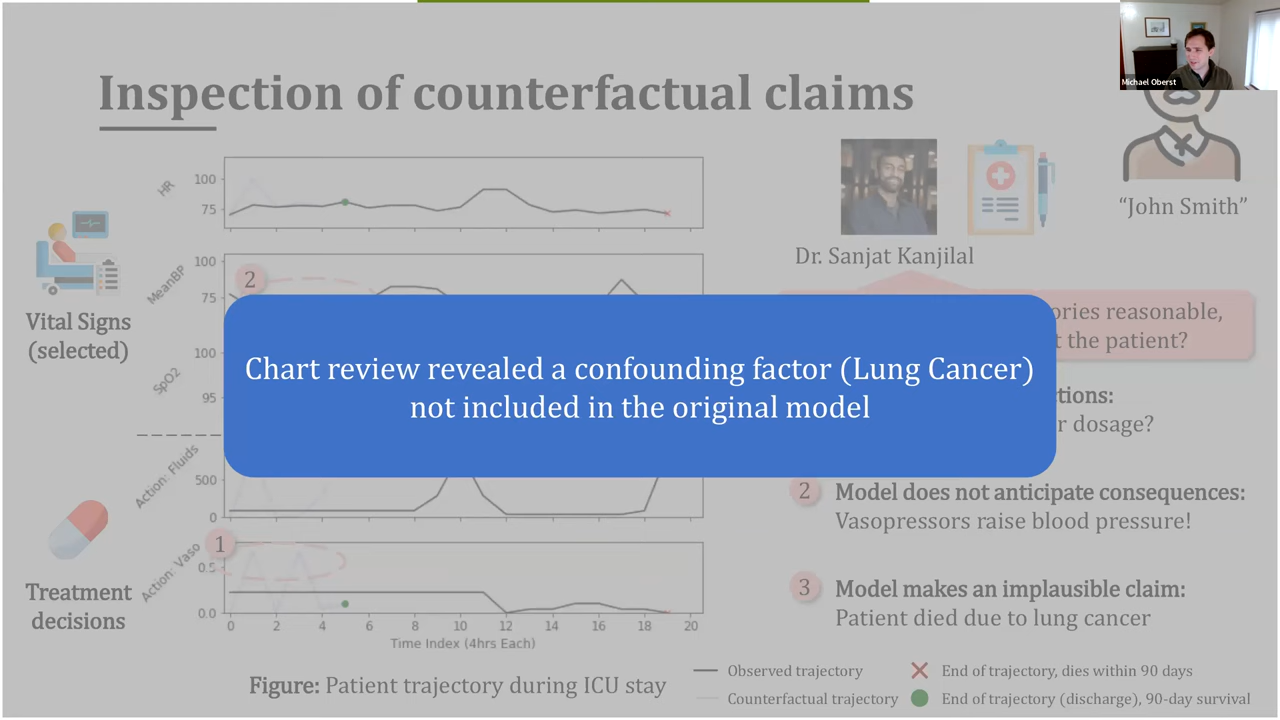 Michael Oberst
Inspection of counterfactual claims
HR
100
75
MeanBP
100
75
2
SpO2
100
95
Action: Fluids
500
0
Action: Vaso
1
0.5
0.0
0 2 4 6 8 10 12 14 16 18 20
Time Index (4hrs Each)
Vital Signs
(selected)
Treatment
decisions
Dr. Sanjat Kanjilal
“John Smith”
ories reasonable,
t the patient?
Chart review revealed a confounding factor (Lung Cancer)
not included in the original model
ctions:
r dosage?
2 Model does not anticipate consequences:
Vasopressors raise blood pressure!
3 Model makes an implausible claim:
Patient died due to lung cancer
Figure: Patient trajectory during ICU stay
Observed trajectory
Counterfactual trajectory
End of trajectory, dies within 90 days
End of trajectory (discharge), 90-day survival